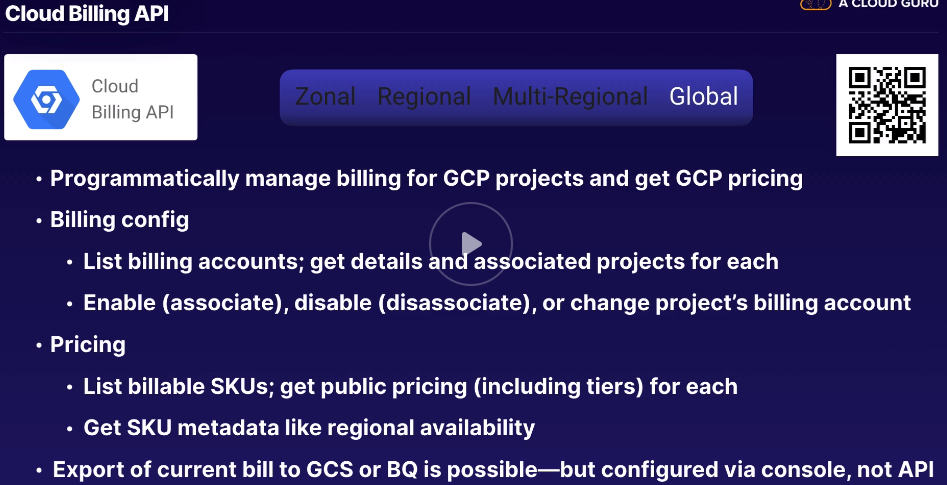 Cloud Billing API
A CLOUD GURU
Cloud
Billing API
Zonal Regional Multi-Regional Global
• Programmatically manage billing for GCP projects and get GCP pricing
• Billing config
• List billing accounts; get details and associated projects for each
• Enable (associate), disable (disassociate), or change project’s billing account
• Pricing
• List billable SKUs; get public pricing (including tiers) for each
• Get SKU metadata like regional availability
• Export of current bill to GCS or BQ is possible—but configured via console, not API